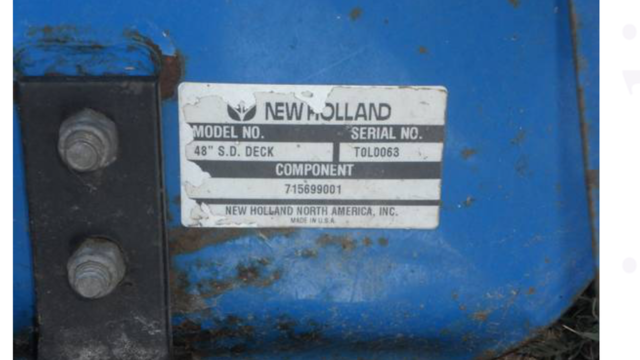 NEW HOLLAND
MODEL NO. SERIAL NO.
48" S.D. DECK T0L0063
COMPONENT
715699001
NEW HOLLAND NORTH AMERICA, INC.
MADE IN U.S.A.